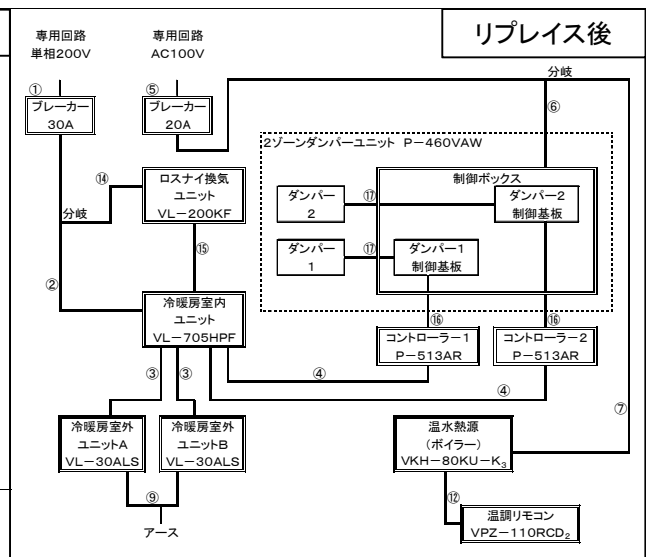 リプレイス後
専用回路
単相200V
専用回路
AC100V
①
ブレーカー
30A
⑤
ブレーカー
20A
分岐
⑥
2ゾーンダンパーユニット P-460VAW
制御ボックス
ダンパー
2
⑰
ダンパー2
制御基板
ダンパー
1
⑰
ダンパー1
制御基板
⑭
分岐
ロスナイ換気
ユニット
VL-200KF
⑮
②
冷暖房室内
ユニット
VL-705HPF
⑯
コントローラー1
P-513AR
⑯
コントローラー2
P-513AR
③
③
④
④
⑦
冷暖房室外
ユニットA
VL-30ALS
冷暖房室外
ユニットB
VL-30ALS
⑨
アース
温水熱源
(ボイラー)
VKH-80KU-K₃
⑫
温調リモコン
VPZ-110RCD₂